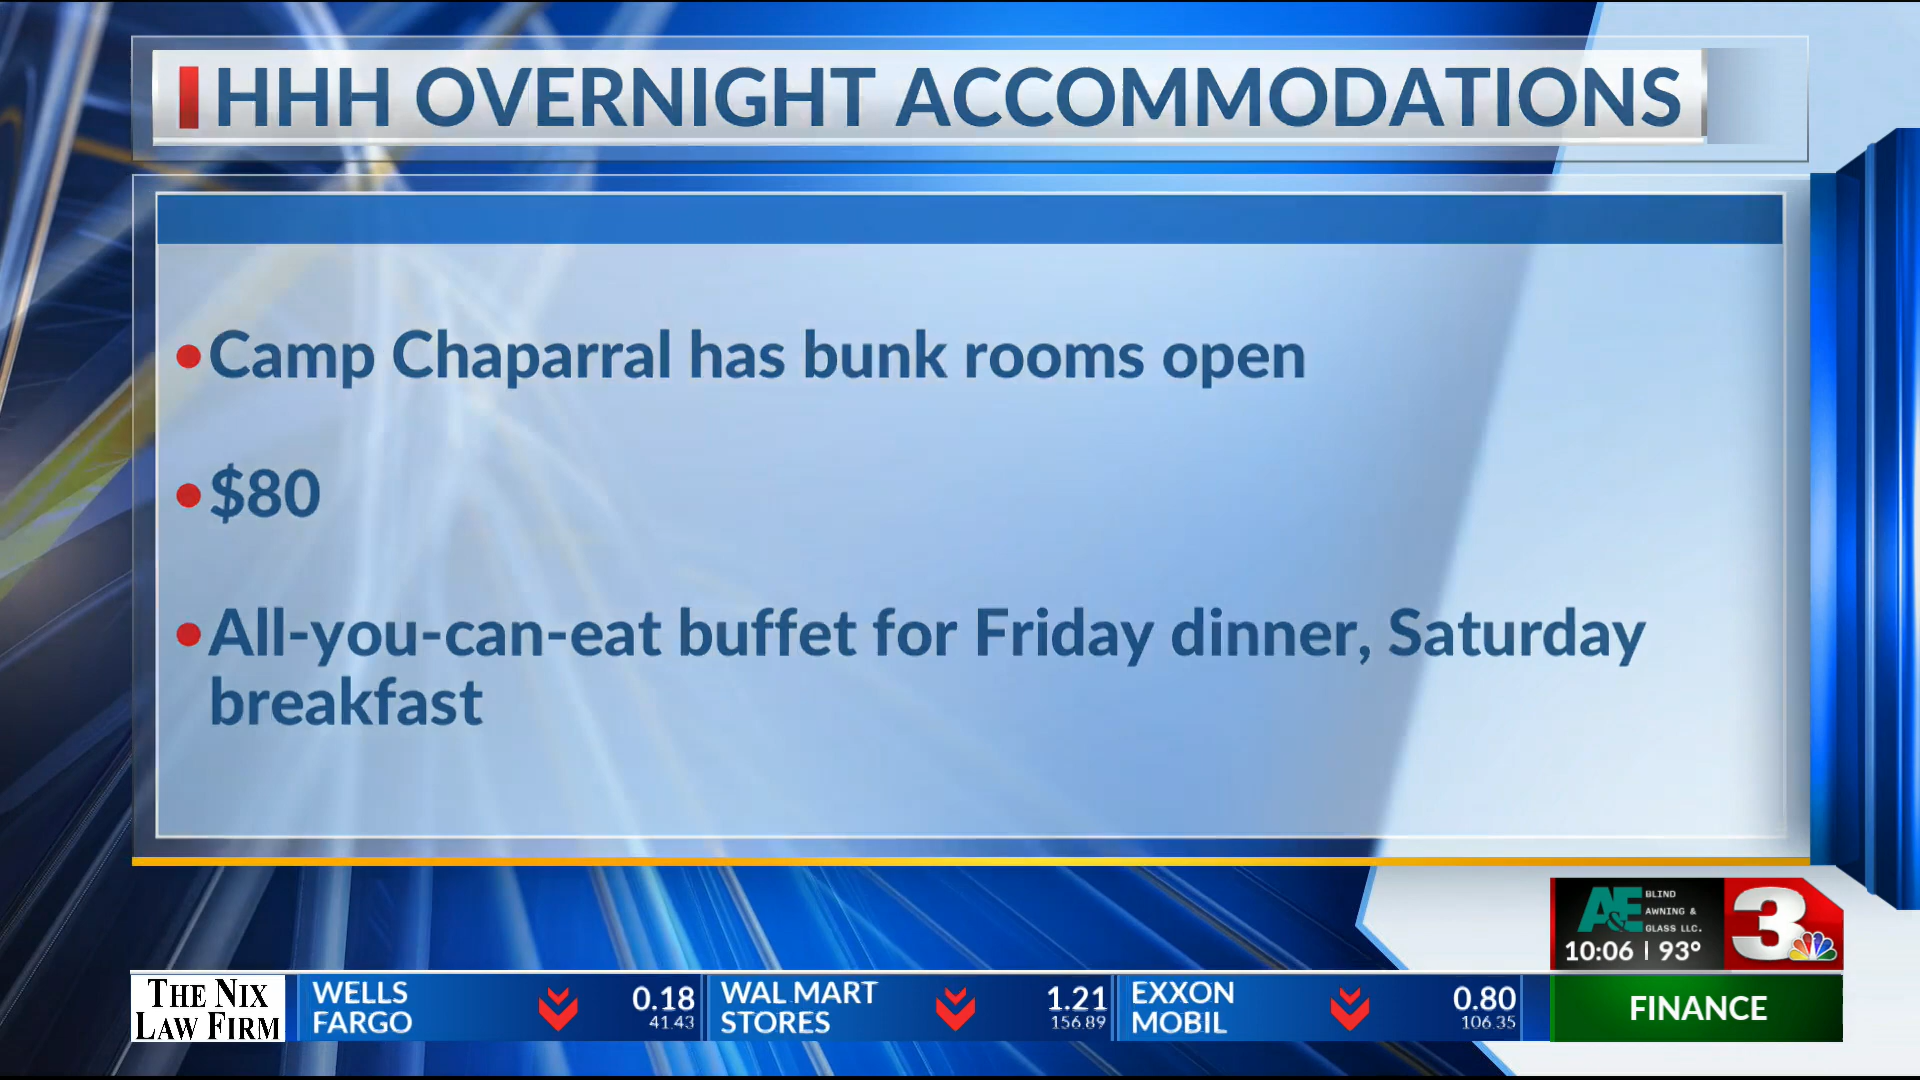 HHH OVERNIGHT ACCOMMODATIONS
•Camp Chaparral has bunk rooms open
•$80
•All-you-can-eat buffet for Friday dinner, Saturday
breakfast
A&E BLIND
AWNING &
GLASS LLC.
10:06 | 93°
3
THE NIX
LAW FIRM
WELLS
FARGO
0.18
41.43
WAL MART
STORES
1.21
156.89
EXXON
MOBIL
0.80
106.35
FINANCE